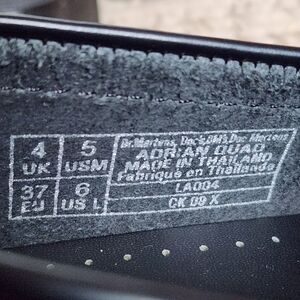 4 UK
5 USM
37 EU
6 US L
Dr.Martens, Doc's, DM's, Doc Martens
ADRIAN QUAD
MADE IN THAILAND
Fabriqué en Thaïlande
LA004
CK 09 X